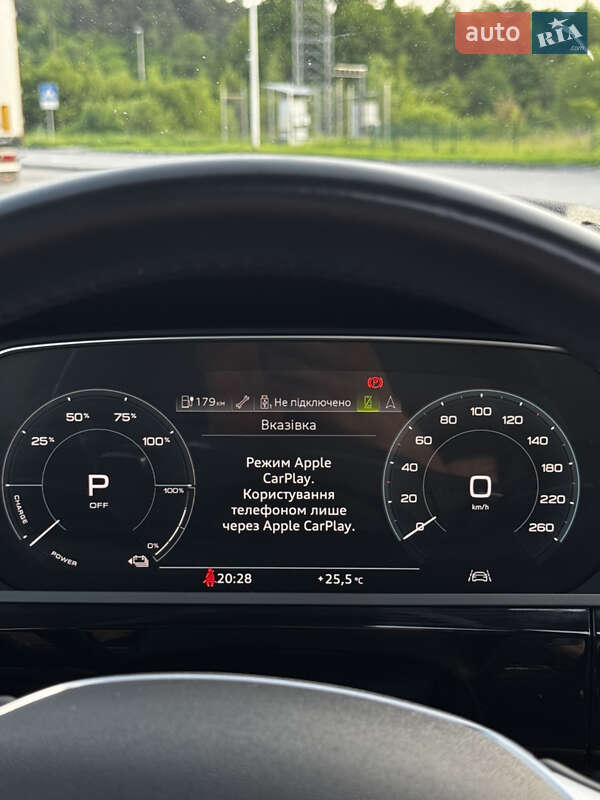 auto RIA .com
P
179 км Не підключено
Вказівка
Режим Apple
CarPlay.
Користування
телефоном лише
через Apple CarPlay.
25% 50% 75% 100%
P
OFF
CHARGE
POWER
100%
0%
0 20 40 60 80 100 120 140 180 220 260
0
km/h
20:28 +25,5 °C